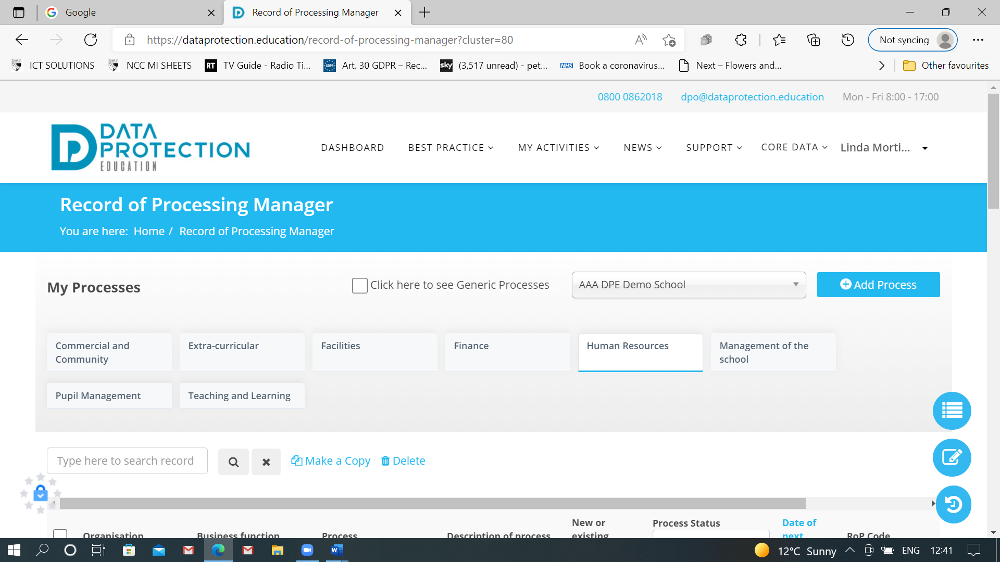 Google
Record of Processing Manager
https://dataprotection.education/record-of-processing-manager?cluster=80
Not syncing
ICT SOLUTIONS
NCC MI SHEETS
RT
TV Guide - Radio Ti...
GDPR
Art. 30 GDPR – Rec...
sky
(3,517 unread) - pet...
NHS
Book a coronavirus...
Next – Flowers and...
Other favourites
0800 0862018
dpo@dataprotection.education
Mon - Fri 8:00 - 17:00
DATA
PROTECTION
EDUCATION
DASHBOARD
BEST PRACTICE
MY ACTIVITIES
NEWS
SUPPORT
CORE DATA
Linda Morti...
Record of Processing Manager
You are here: Home / Record of Processing Manager
My Processes
Click here to see Generic Processes
AAA DPE Demo School
Add Process
Commercial and
Community
Extra-curricular
Facilities
Finance
Human Resources
Management of the
school
Pupil Management
Teaching and Learning
Type here to search record
Make a Copy
Delete
Organisation
Business function
Process
Description of process
New or
existing
Process Status
Date of
next
RoP Code
12°C Sunny
ENG
12:41